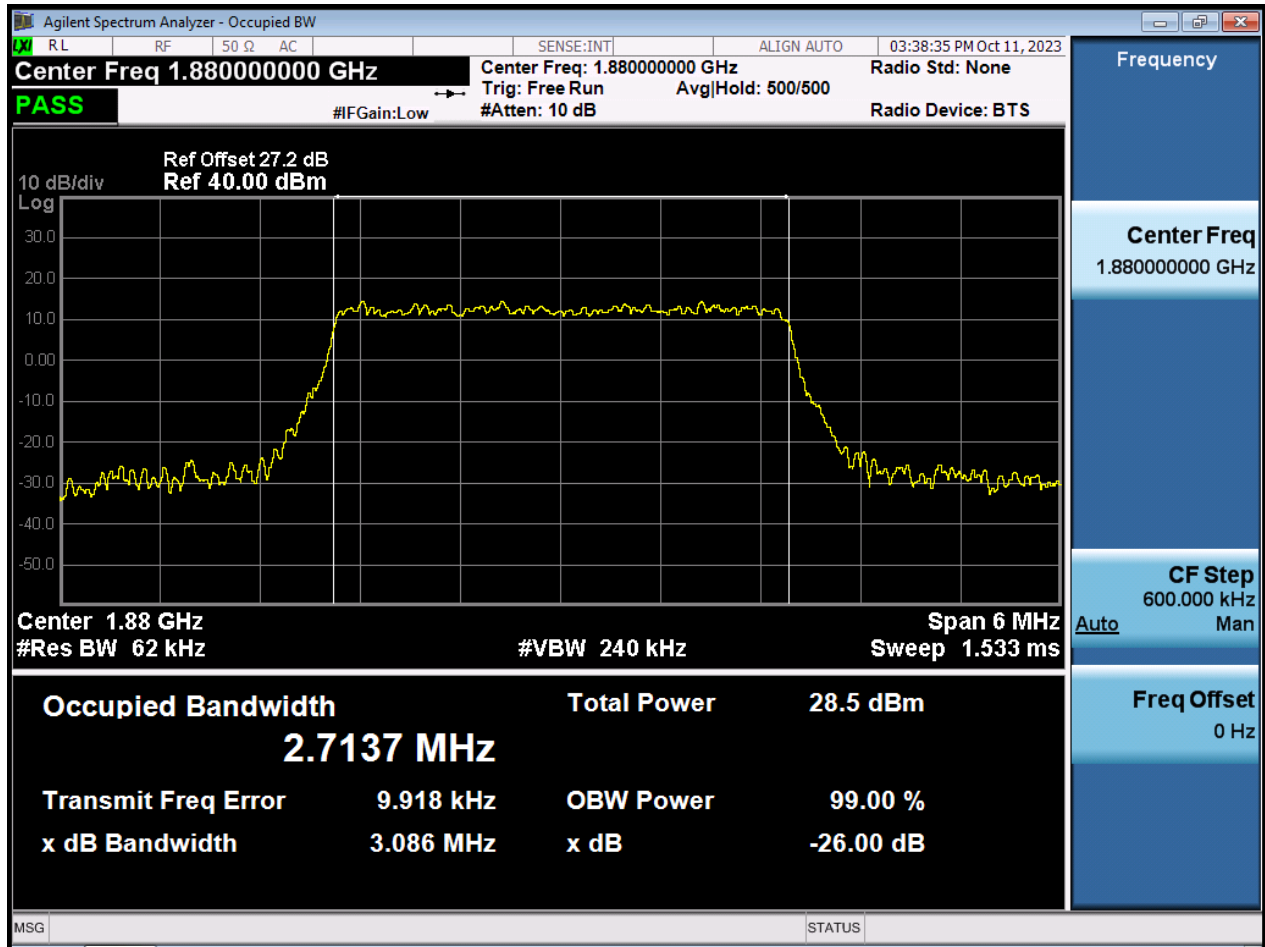 Agilent Spectrum Analyzer - Occupied BW
LXI RL RF 50 Ω AC SENSE:INT ALIGN AUTO 03:38:35 PM Oct 11, 2023
Center Freq 1.880000000 GHz
PASS
#IFGain:Low
Center Freq: 1.880000000 GHz
Trig: Free Run Avg|Hold: 500/500
#Atten: 10 dB
Radio Std: None
Radio Device: BTS
Ref Offset 27.2 dB
10 dB/div Ref 40.00 dBm
Log
30.0
20.0
10.0
0.00
-10.0
-20.0
-30.0
-40.0
-50.0
Center 1.88 GHz Span 6 MHz
#Res BW 62 kHz #VBW 240 kHz Sweep 1.533 ms
Occupied Bandwidth Total Power 28.5 dBm
2.7137 MHz
Transmit Freq Error 9.918 kHz OBW Power 99.00 %
x dB Bandwidth 3.086 MHz x dB -26.00 dB
Frequency
Center Freq
1.880000000 GHz
CF Step
600.000 kHz
Auto Man
Freq Offset
0 Hz
MSG STATUS